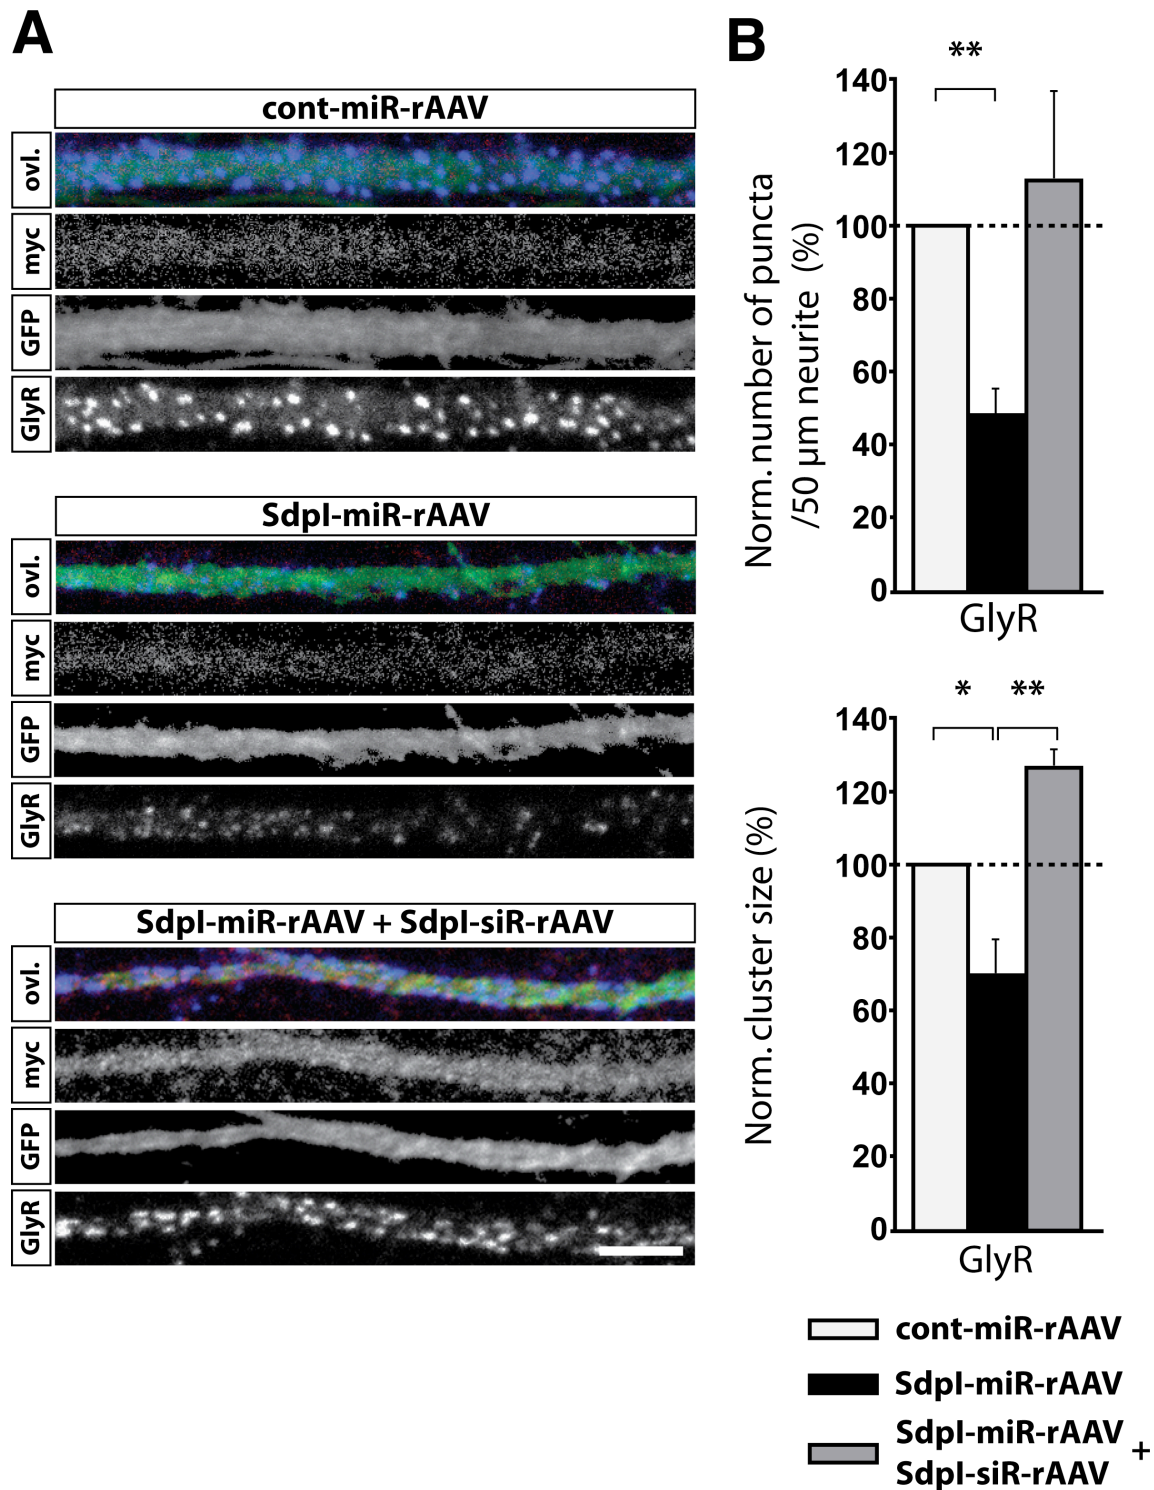 A
cont-miR-rAAV
ovl.
myc
GFP
GlyR
SdpI-miR-rAAV
ovl.
myc
GFP
GlyR
SdpI-miR-rAAV + SdpI-siR-rAAV
ovl.
myc
GFP
GlyR
B
**
Norm. number of puncta
/50 µm neurite (%)
140
120
100
80
60
40
20
0
GlyR
* **
Norm. cluster size (%)
140
120
100
80
60
40
20
0
GlyR
cont-miR-rAAV
SdpI-miR-rAAV
SdpI-miR-rAAV +
SdpI-siR-rAAV